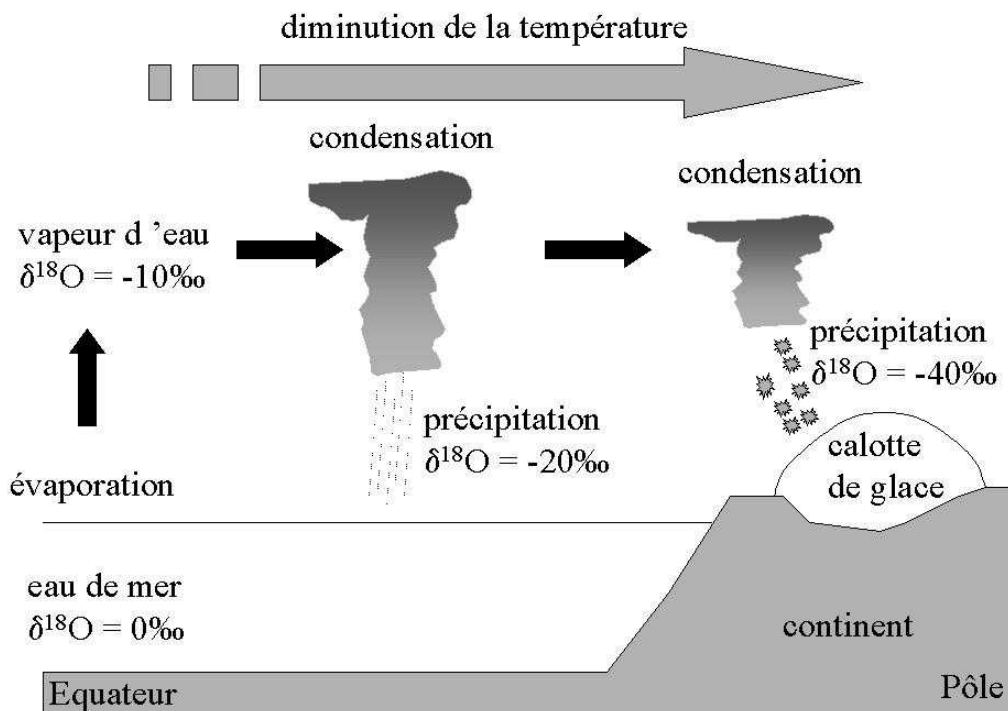 diminution de la température
condensation
condensation
vapeur d ’eau
δ¹⁸O = -10‰
précipitation
δ¹⁸O = -40‰
précipitation
δ¹⁸O = -20‰
calotte
de glace
évaporation
eau de mer
δ¹⁸O = 0‰
continent
Equateur
Pôle